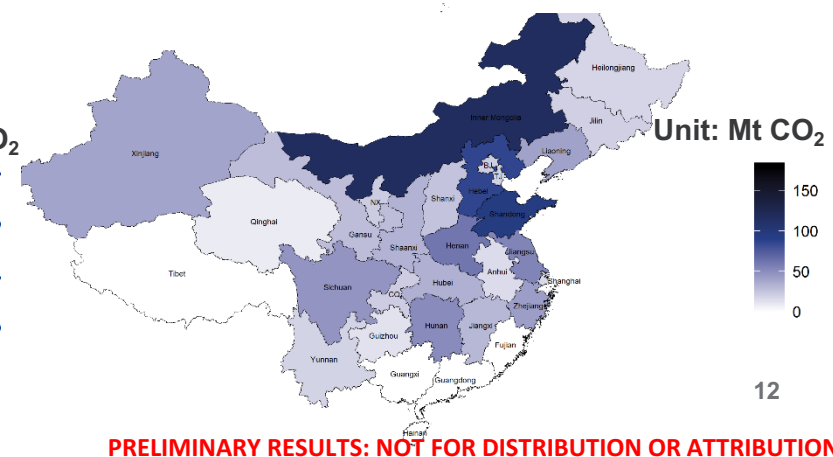 Heilongjiang
Jilin
Unit: Mt CO₂
O₂
Inner Mongolia
Liaoning
Xinjiang
BJ
TJ
150
Hebei
Shanxi
NX
Shandong
100
Qinghai
Gansu
Shaanxi
Henan
Jiangsu
50
Tibet
Anhui
Shanghai
Sichuan
Hubei
CQ
Zhejiang
0
Hunan
Jiangxi
Guizhou
Fujian
Yunnan
Guangxi
Guangdong
12
Hainan
PRELIMINARY RESULTS: NOT FOR DISTRIBUTION OR ATTRIBUTION